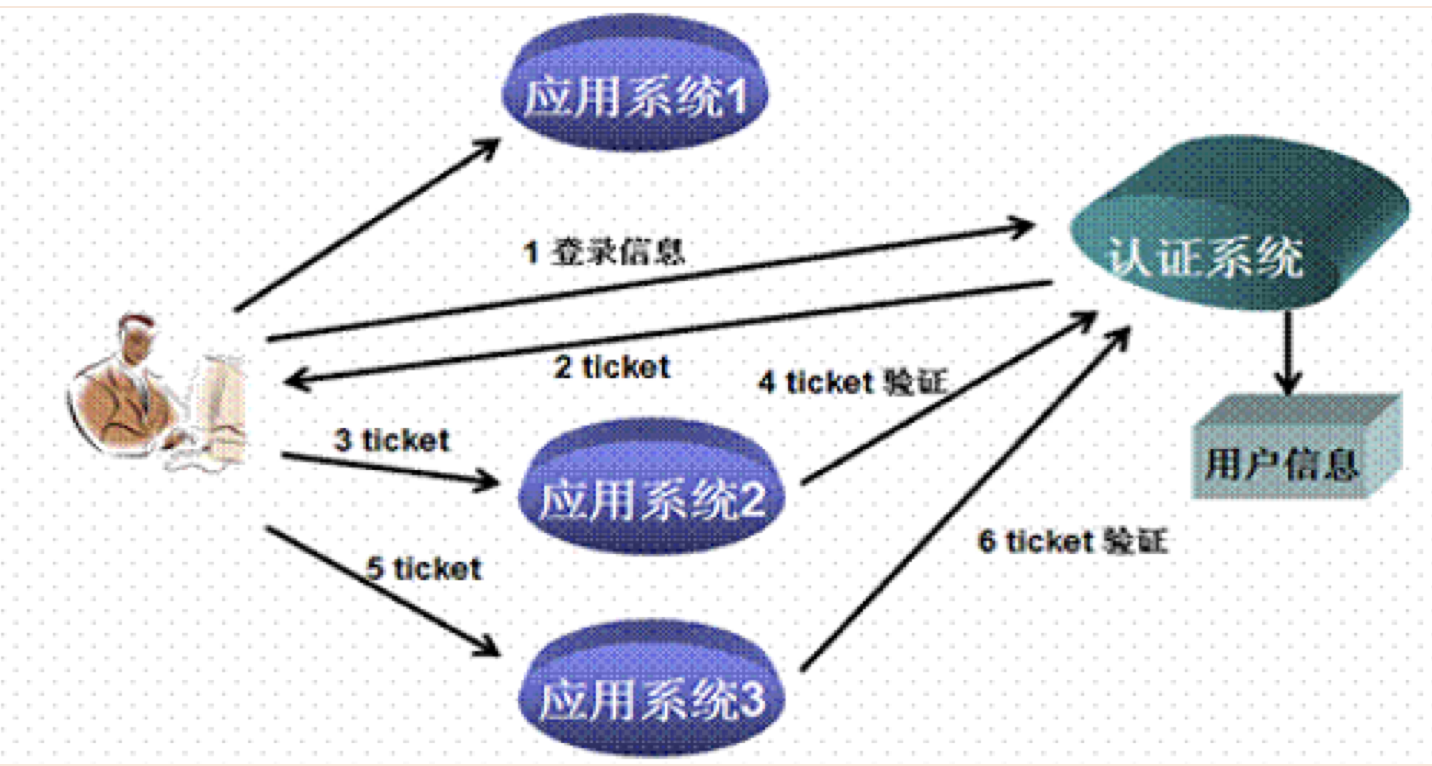 应用系统1
1 登录信息
认证系统
2 ticket
4 ticket 验证
3 ticket
用户信息
应用系统2
6 ticket 验证
5 ticket
应用系统3